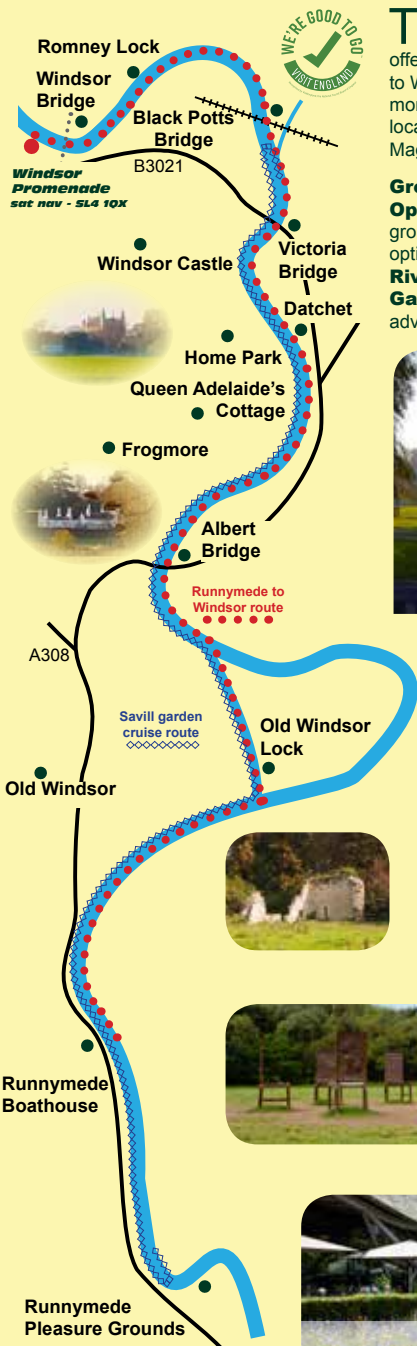 WE'RE GOOD TO GO
VISIT ENGLAND
Romney Lock
Windsor
Bridge
Black Potts
Bridge
B3021
Windsor
Promenade
sat nav - SL4 1QX
Victoria
Bridge
Windsor Castle
Datchet
Home Park
Queen Adelaide's
Cottage
Frogmore
Albert
Bridge
Runnymede to
Windsor route
A308
Savill garden
cruise route
Old Windsor
Lock
Old Windsor
Runnymede
Boathouse
Runnymede
Pleasure Grounds
T
offe
to W
mor
loca
Mag
Gro
Op
grou
opti
Riv
Ga
adv